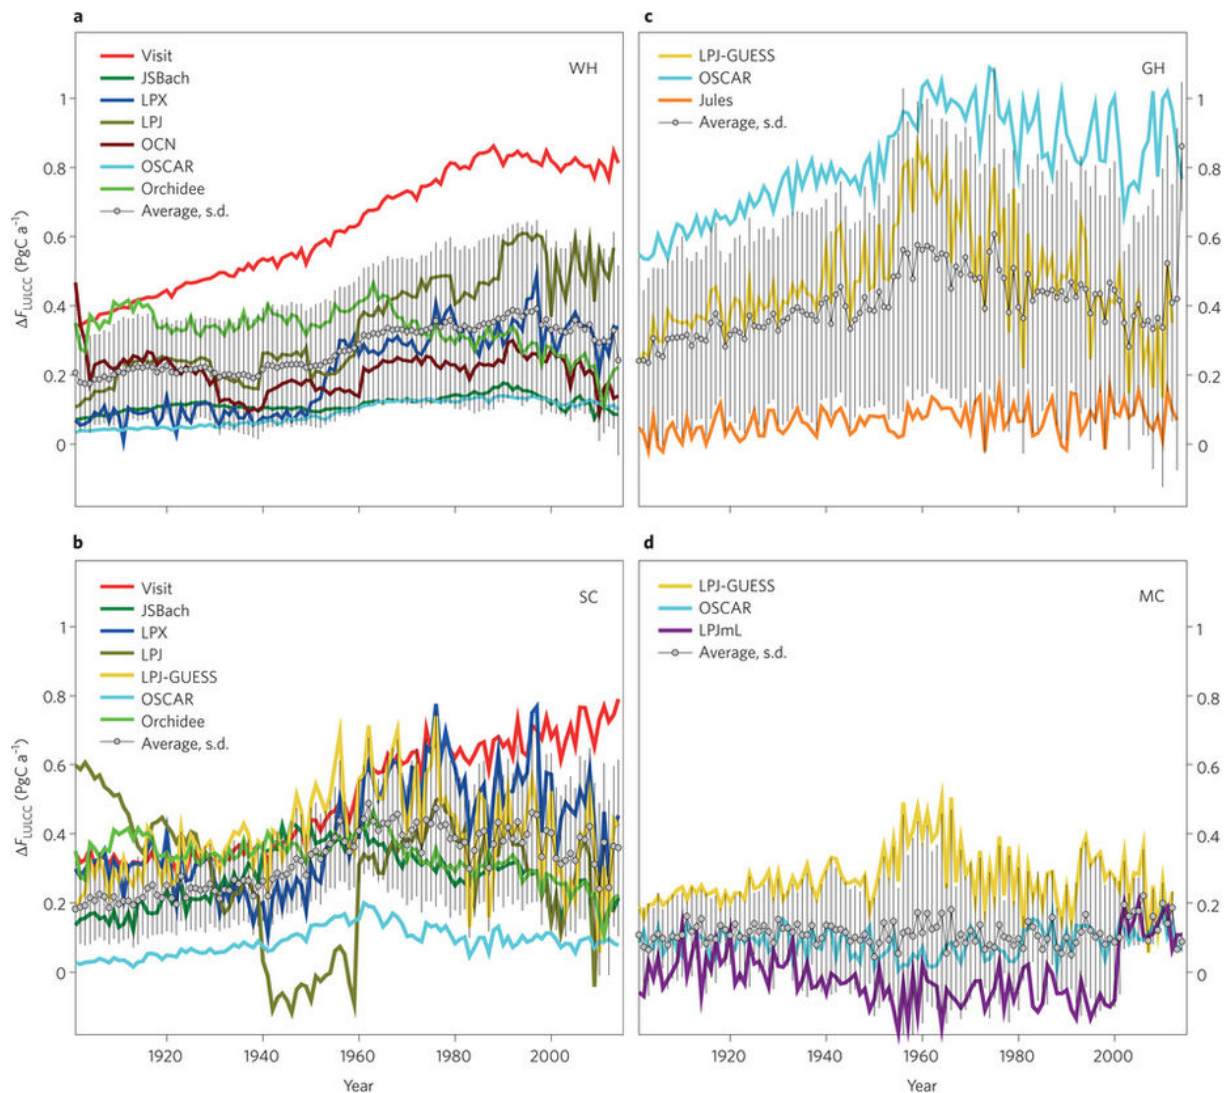 a
Visit
JSBach
LPX
LPJ
OCN
OSCAR
Orchidee
Average, s.d.
WH
1
0.8
0.6
0.4
0.2
0
ΔF_LULCC (PgC a⁻¹)
c
LPJ-GUESS
OSCAR
Jules
Average, s.d.
GH
1
0.8
0.6
0.4
0.2
0
b
Visit
JSBach
LPX
LPJ
LPJ-GUESS
OSCAR
Orchidee
Average, s.d.
SC
1
0.8
0.6
0.4
0.2
0
ΔF_LULCC (PgC a⁻¹)
1920 1940 1960 1980 2000
Year
d
LPJ-GUESS
OSCAR
LPJmL
Average, s.d.
MC
1
0.8
0.6
0.4
0.2
0
1920 1940 1960 1980 2000
Year